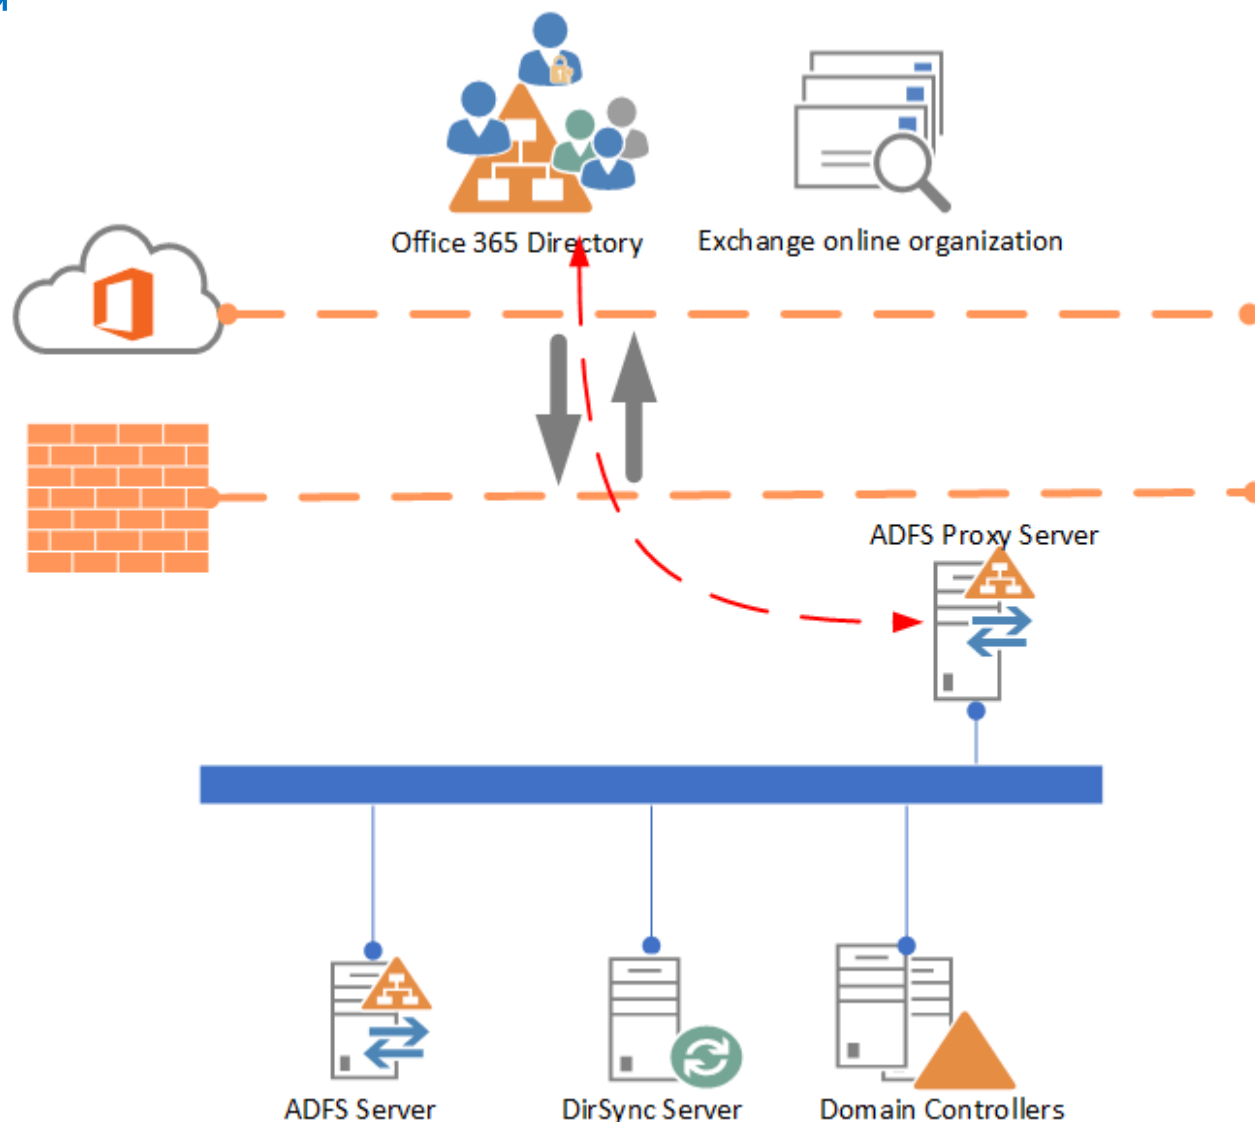 Office 365 Directory
Exchange online organization
ADFS Proxy Server
ADFS Server
DirSync Server
Domain Controllers